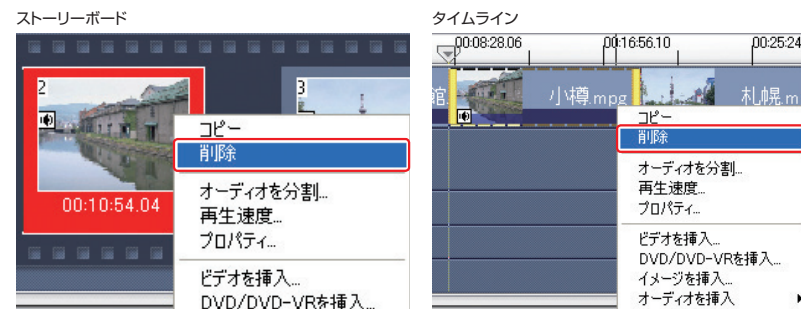 ストーリーボード
2
3
00:10:54.04
コピー
削除
オーディオを分割...
再生速度...
プロパティ...
ビデオを挿入...
DVD/DVD-VRを挿入...
タイムライン
00:08:28.06
00:16:56.10
00:25:24
館.
小樽.mpg
札幌.m
コピー
削除
オーディオを分割...
再生速度...
プロパティ...
ビデオを挿入...
DVD/DVD-VRを挿入...
イメージを挿入...
オーディオを挿入